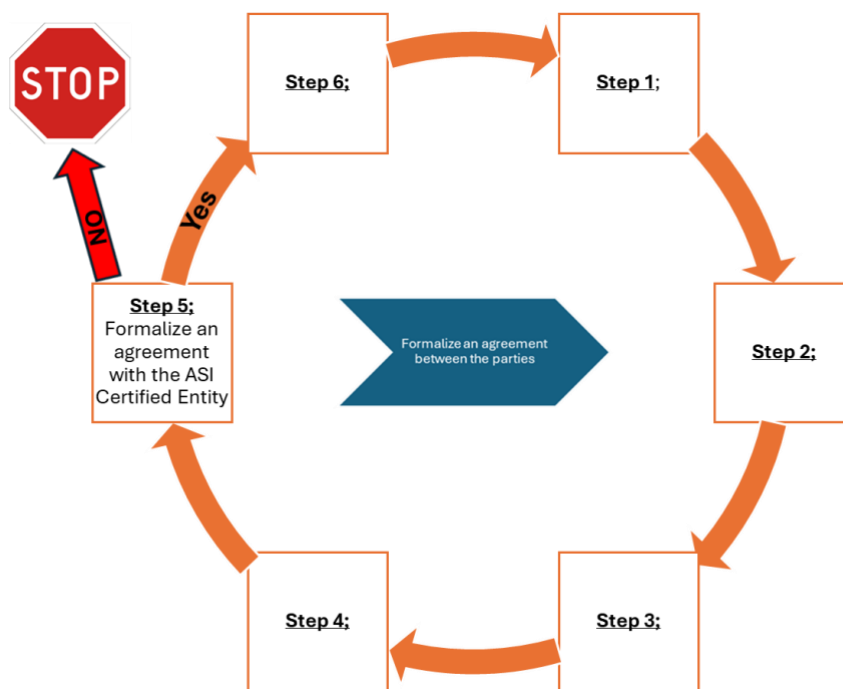 STOP
Step 6;
Step 1;
NO
Yes
Step 5;
Formalize an
agreement
with the ASI
Certified Entity
Formalize an agreement
between the parties
Step 2;
Step 4;
Step 3;